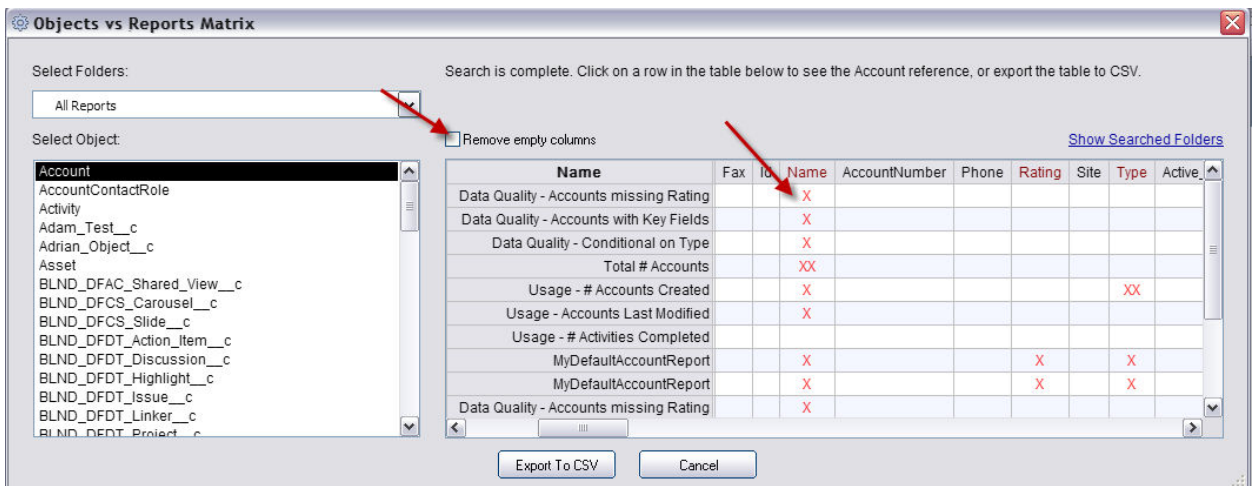 Objects vs Reports Matrix
Select Folders:
Search is complete. Click on a row in the table below to see the Account reference, or export the table to CSV.
All Reports
Select Object:
Remove empty columns
Show Searched Folders
Account
AccountContactRole
Activity
Adam_Test__c
Adrian_Object__c
Asset
BLND_DFAC_Shared_View__c
BLND_DFCS_Carousel__c
BLND_DFCS_Slide__c
BLND_DFDT_Action_Item__c
BLND_DFDT_Discussion__c
BLND_DFDT_Highlight__c
BLND_DFDT_Issue__c
BLND_DFDT_Linker__c
BLND_DFDT_Project__c
Name Fax Id Name AccountNumber Phone Rating Site Type Active_
Data Quality - Accounts missing Rating X
Data Quality - Accounts with Key Fields X
Data Quality - Conditional on Type X
Total # Accounts XX
Usage - # Accounts Created X XX
Usage - Accounts Last Modified X
Usage - # Activities Completed
MyDefaultAccountReport X X X
MyDefaultAccountReport X X X
Data Quality - Accounts missing Rating X
Export To CSV
Cancel